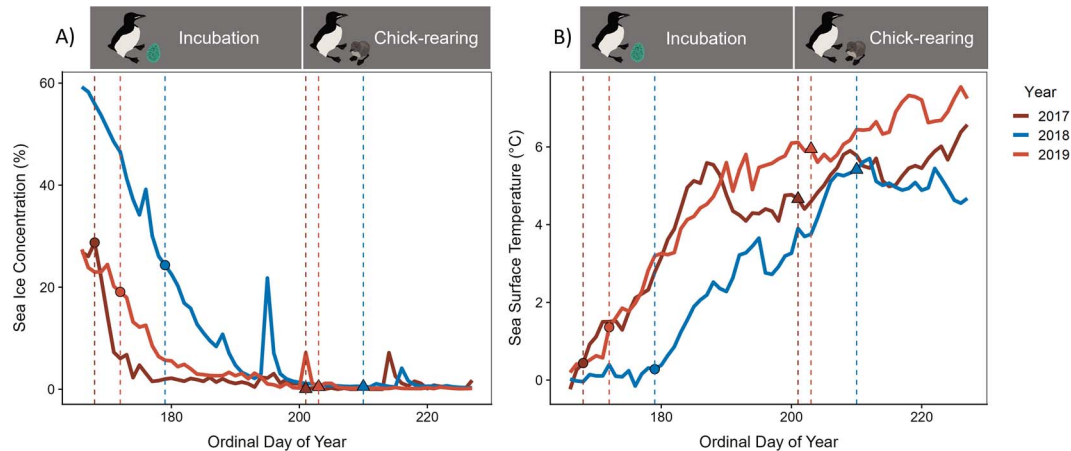 A)
Incubation
Chick-rearing
60
40
20
0
Sea Ice Concentration (%)
180
200
220
Ordinal Day of Year
B)
Incubation
Chick-rearing
6
4
2
0
Sea Surface Temperature (°C)
180
200
220
Ordinal Day of Year
Year
2017
2018
2019